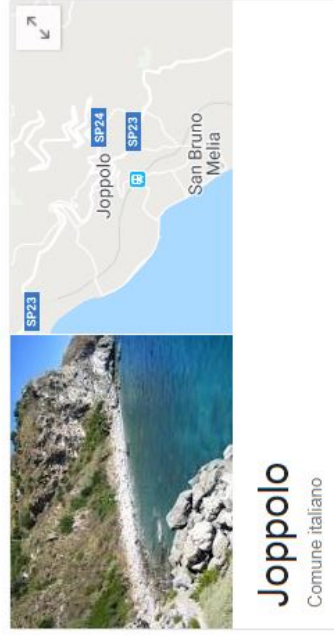 SP23
SP24
Joppolo
SP23
San Bruno
Melia
Joppolo
Comune italiano